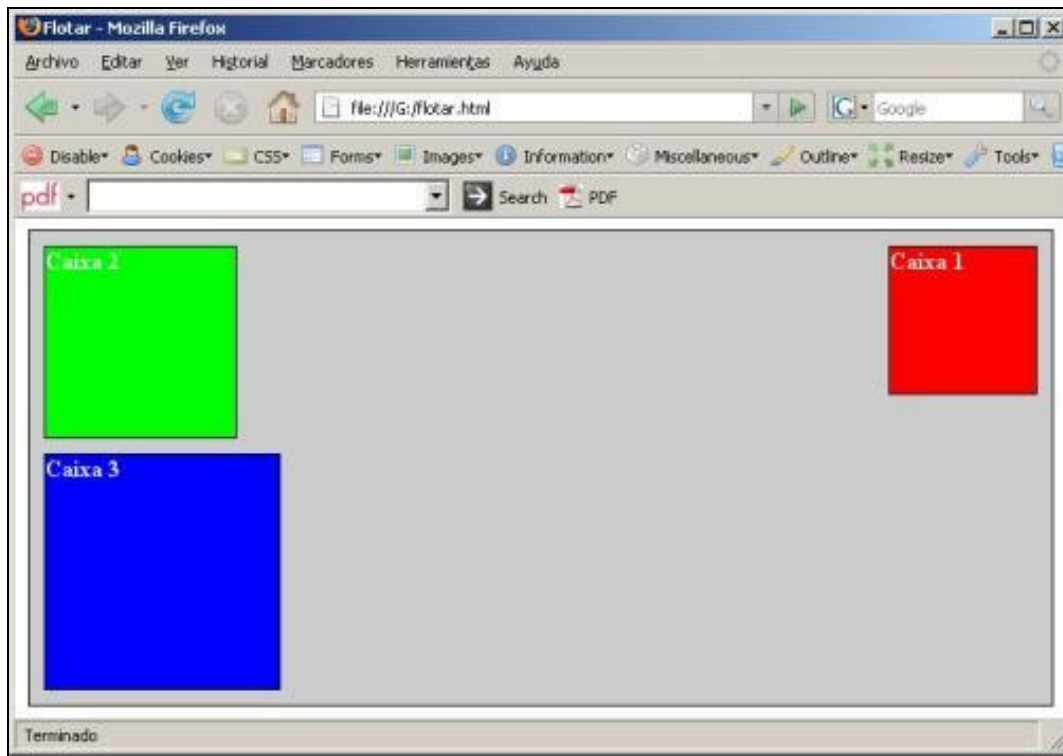 Flotar - Mozilla Firefox
Archivo Editar Ver Historial Marcadores Herramientas Ayuda
file:///G:/flotar.html
Google
Disable Cookies CSS Forms Images Information Miscellaneous Outline Resize Tools
pdf Search PDF
Caixa 2 Caixa 1
Caixa 3
Terminado